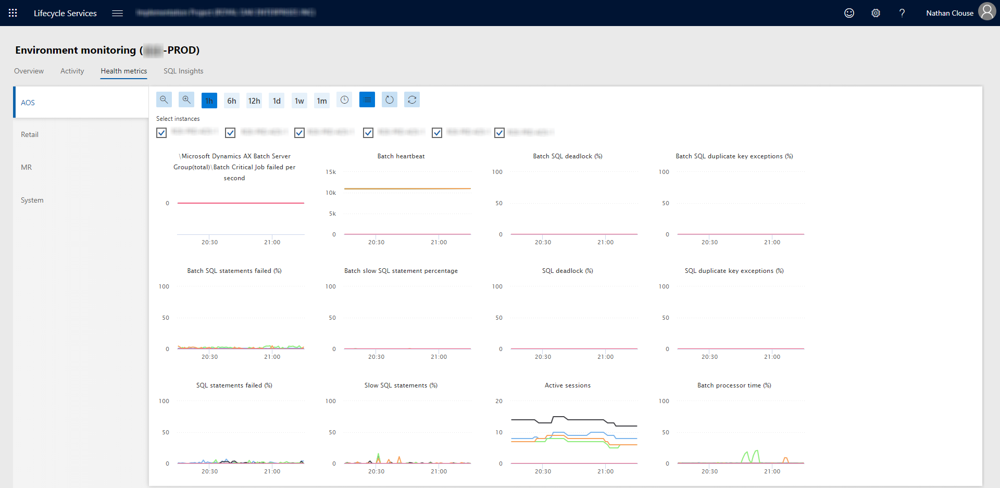 Lifecycle Services
Nathan Clouse
Environment monitoring ( -PROD)
Overview Activity Health metrics SQL Insights
AOS
Retail
MR
System
1h 6h 12h 1d 1w 1m
Select instances
\Microsoft Dynamics AX Batch Server
Group(total)\Batch Critical Job failed per
second
0
20:30 21:00
Batch heartbeat
15k
10k
5k
0
20:30 21:00
Batch SQL deadlock (%)
100
50
0
20:30 21:00
Batch SQL duplicate key exceptions (%)
100
50
0
20:30 21:00
Batch SQL statements failed (%)
100
50
0
20:30 21:00
Batch slow SQL statement percentage
100
50
0
20:30 21:00
SQL deadlock (%)
100
50
0
20:30 21:00
SQL duplicate key exceptions (%)
100
50
0
20:30 21:00
SQL statements failed (%)
100
50
0
20:30 21:00
Slow SQL statements (%)
100
50
0
20:30 21:00
Active sessions
20
10
0
20:30 21:00
Batch processor time (%)
100
50
0
20:30 21:00